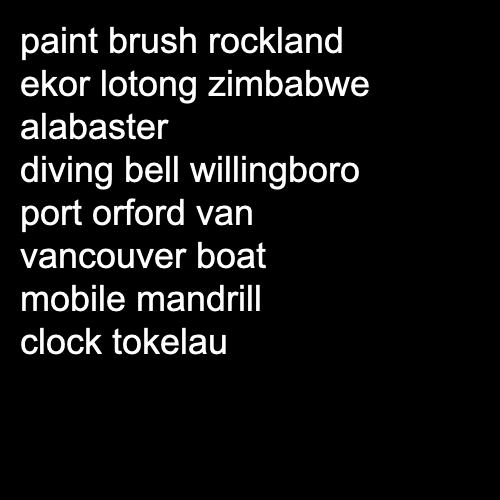 paint brush rockland
ekor lotong zimbabwe
alabaster
diving bell willingboro
port orford van
vancouver boat
mobile mandrill
clock tokelau